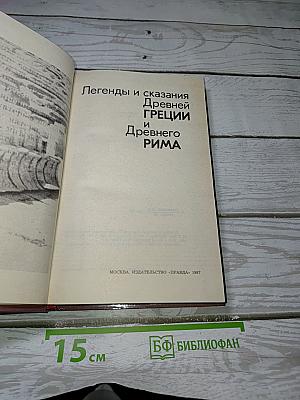 Легенды и сказания
Древней
ГРЕЦИИ
и
Древнего
РИМА
МОСКВА. ИЗДАТЕЛЬСТВО «ПРАВДА» 1987
15 см
БФ БИБЛИОФАН